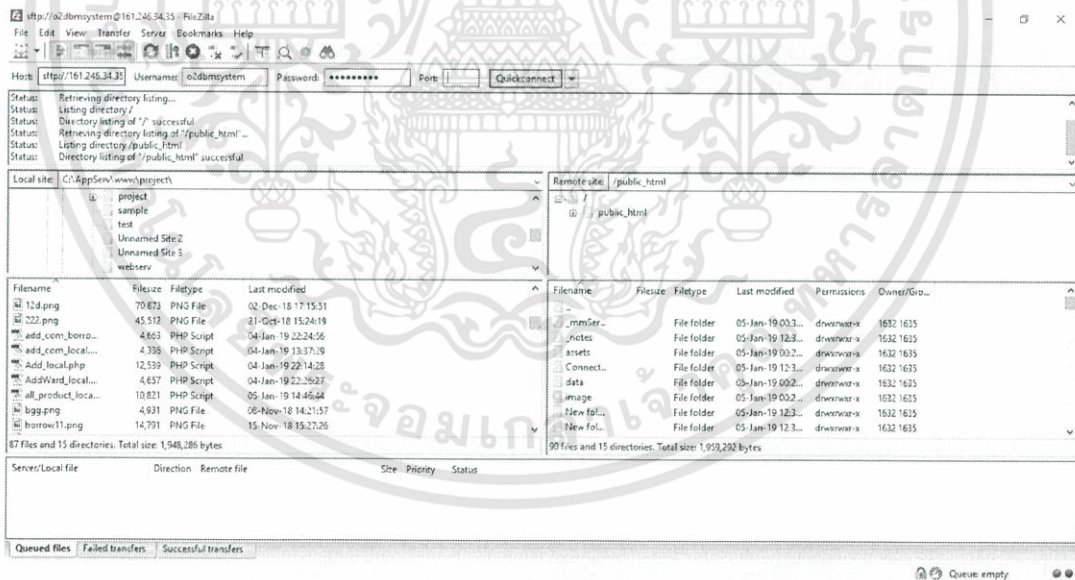 sftp://o2dbmsystem@161.246.34.35 - FileZilla
File Edit View Transfer Server Bookmarks Help
Host: sftp://161.246.34.35 Username: o2dbmsystem Password: ••••••••• Port: Quickconnect
Status: Retrieving directory listing...
Status: Listing directory /
Status: Directory listing of "/" successful
Status: Retrieving directory listing of "/public_html"...
Status: Listing directory /public_html
Status: Directory listing of "/public_html" successful
Local site: C:\AppServ\www\project\
project
sample
test
Unnamed Site 2
Unnamed Site 3
webserv
Remote site: /public_html
/
public_html
Filename Filesize Filetype Last modified
12d.png 70,873 PNG File 02-Dec-18 17:15:51
222.png 45,512 PNG File 21-Oct-18 15:24:19
add_com_borro... 4,663 PHP Script 04-Jan-19 22:24:56
add_com_local.... 4,336 PHP Script 04-Jan-19 13:37:29
Add_local.php 12,539 PHP Script 04-Jan-19 22:14:28
AddWard_local.... 4,657 PHP Script 04-Jan-19 22:26:27
all_product_loca... 10,821 PHP Script 05-Jan-19 14:46:44
bgg.png 4,931 PNG File 08-Nov-18 14:21:57
borrow11.png 14,791 PNG File 15-Nov-18 15:27:26
87 files and 15 directories. Total size: 1,948,286 bytes
Filename Filesize Filetype Last modified Permissions Owner/Gro...
..
_mmSer... File folder 05-Jan-19 00:3... drwxrwxr-x 1632 1635
_notes File folder 05-Jan-19 12:3... drwxrwxr-x 1632 1635
assets File folder 05-Jan-19 00:2... drwxrwxr-x 1632 1635
Connect... File folder 05-Jan-19 12:3... drwxrwxr-x 1632 1635
data File folder 05-Jan-19 00:2... drwxrwxr-x 1632 1635
image File folder 05-Jan-19 00:2... drwxrwxr-x 1632 1635
New fol... File folder 05-Jan-19 12:3... drwxrwxr-x 1632 1635
New fol... File folder 05-Jan-19 12:3... drwxrwxr-x 1632 1635
90 files and 15 directories. Total size: 1,959,292 bytes
Server/Local file Direction Remote file Size Priority Status
Queued files Failed transfers Successful transfers
Queue: empty